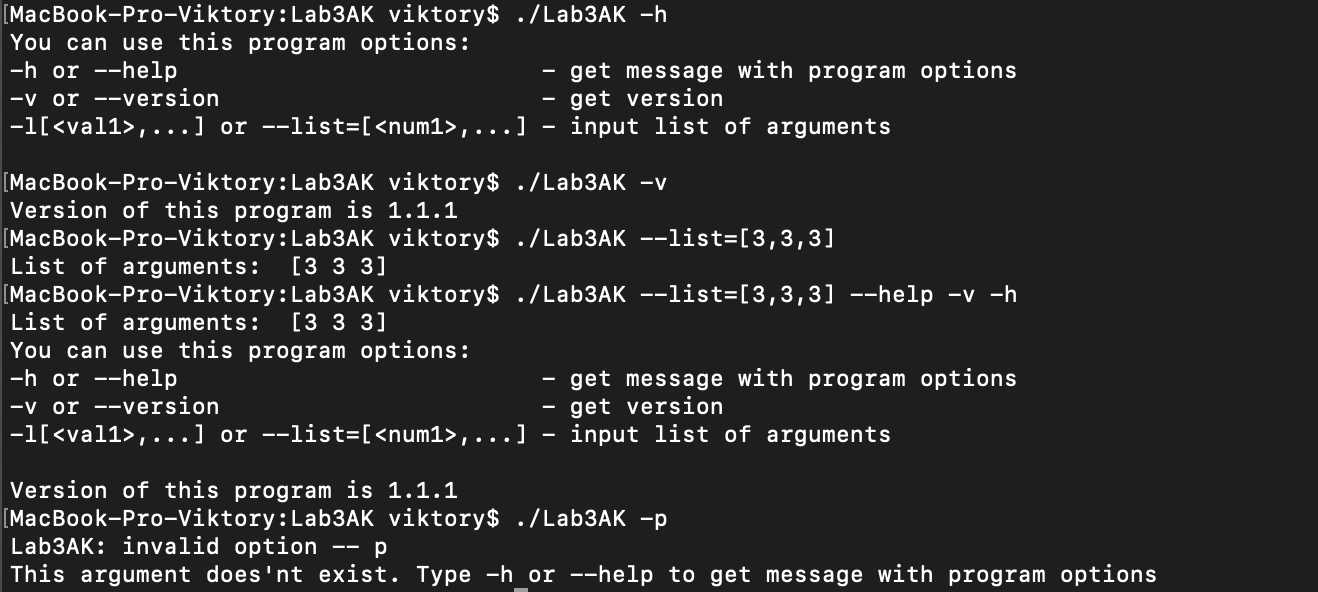 [MacBook-Pro-Viktory:Lab3AK viktory$ ./Lab3AK -h
You can use this program options:
-h or --help                          - get message with program options
-v or --version                       - get version
-l[<val1>,...] or --list=[<num1>,...] - input list of arguments

[MacBook-Pro-Viktory:Lab3AK viktory$ ./Lab3AK -v
Version of this program is 1.1.1
[MacBook-Pro-Viktory:Lab3AK viktory$ ./Lab3AK --list=[3,3,3]
List of arguments:  [3 3 3]
[MacBook-Pro-Viktory:Lab3AK viktory$ ./Lab3AK --list=[3,3,3] --help -v -h
List of arguments:  [3 3 3]
You can use this program options:
-h or --help                          - get message with program options
-v or --version                       - get version
-l[<val1>,...] or --list=[<num1>,...] - input list of arguments

Version of this program is 1.1.1
[MacBook-Pro-Viktory:Lab3AK viktory$ ./Lab3AK -p
Lab3AK: invalid option -- p
This argument does'nt exist. Type -h or --help to get message with program options